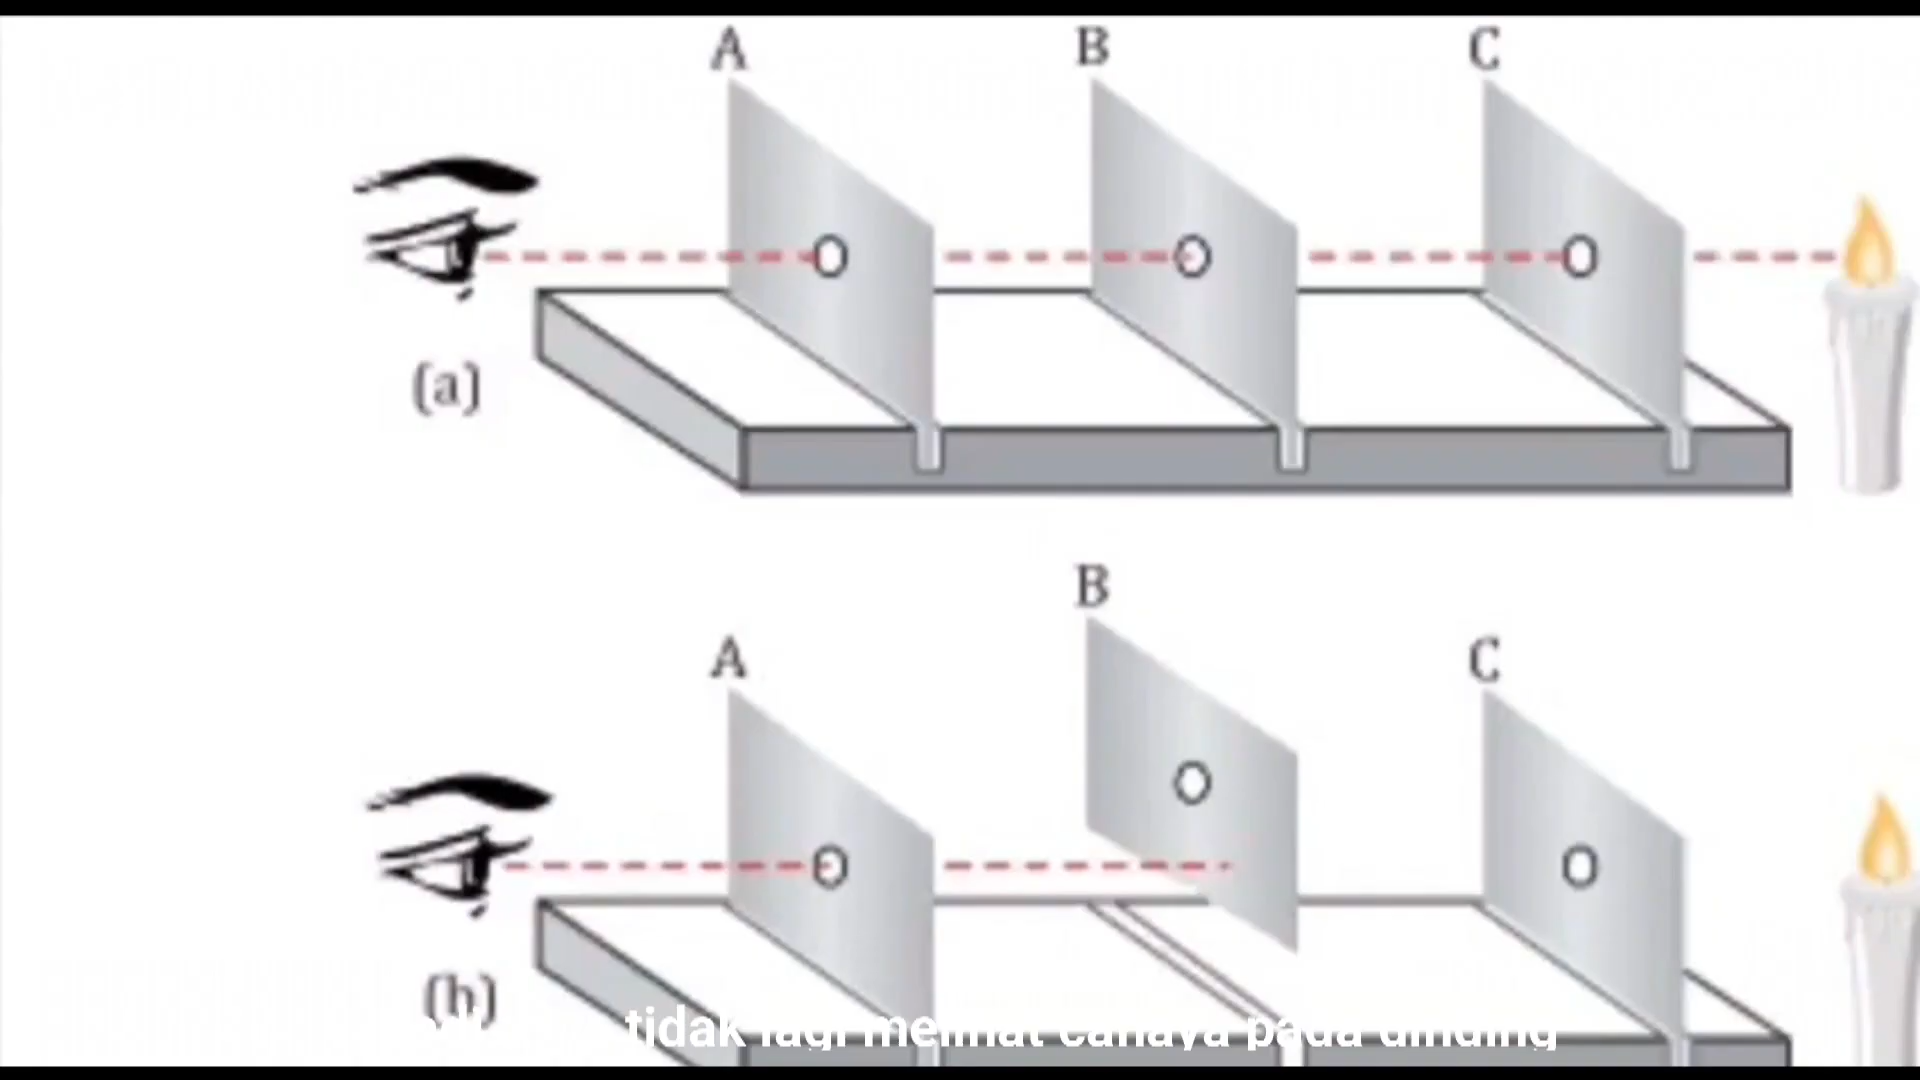 A B C
(a)
B
A C
(b)
tidak lagi melihat cahaya pada dinding